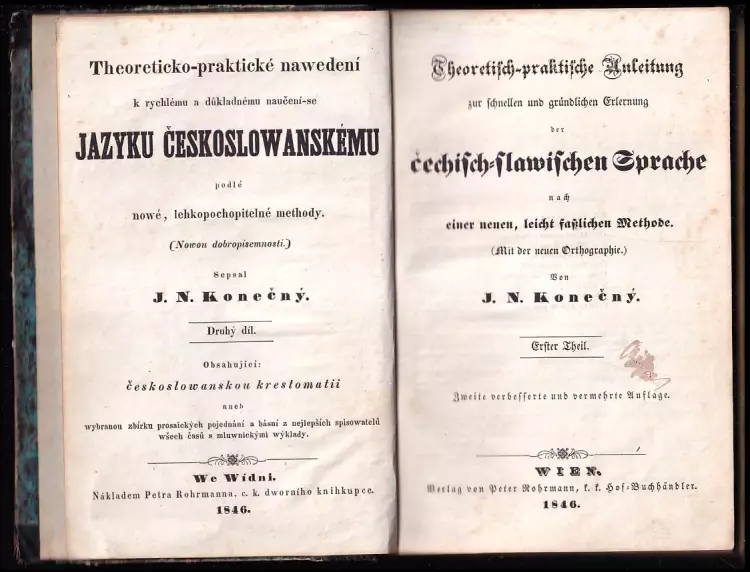 Theoreticko-praktické nawedení
k rychlému a důkladnému naučení-se
JAZYKU ČESKOSLOWANSKÉMU
podlé
nowé, lehkopochopitelné methody.
(Nowou dobropisemnosti.)
Sepsal
J. N. Konečný.
Druhý díl.
Obsahující:
českoslowanskou krestomatii
aneb
wybranou zbírku prosaických pojednání a básní z nejlepších spisowatelů
wšech časů s mluwnickými wýklady.
We Wídni.
Nákladem Petra Rohrmanna, c. k. dworního knihkupce.
1846.
Theoretisch-praktische Anleitung
zur schnellen und gründlichen Erlernung
der
čechisch-slawischen Sprache
nach
einer neuen, leicht faßlichen Methode.
(Mit der neuen Orthographie.)
Von
J. N. Konečný.
Erster Theil.
Zweite verbesserte und vermehrte Auflage.
WIEN.
Verlag von Peter Rohrmann, k. k. Hof-Buchhändler.
1846.